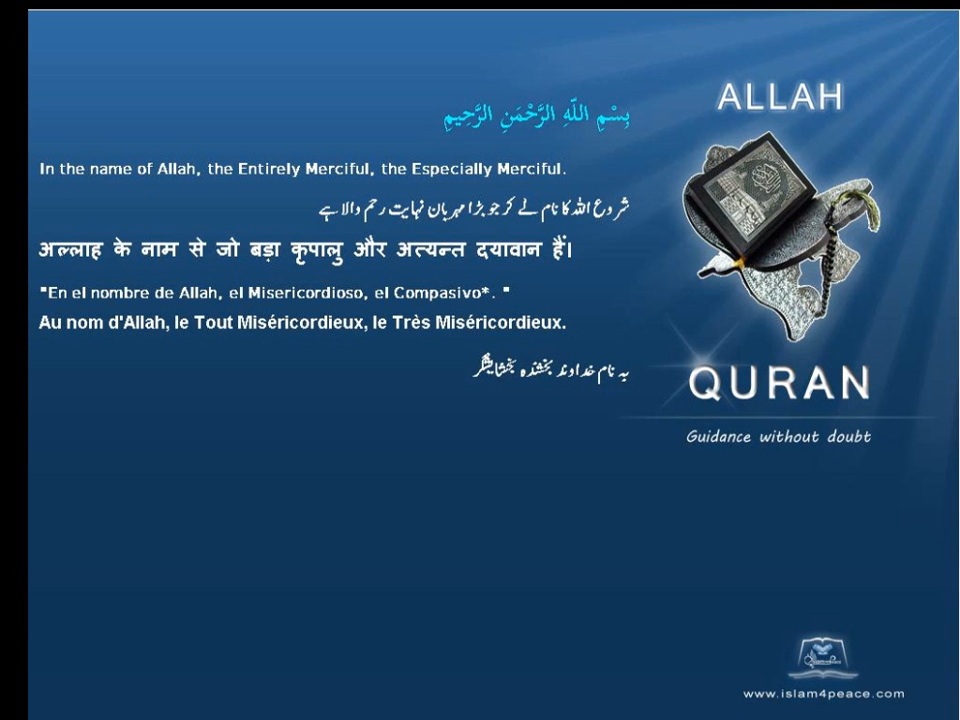 بِسْمِ اللَّهِ الرَّحْمَنِ الرَّحِيمِ
In the name of Allah, the Entirely Merciful, the Especially Merciful.
شروع الله کا نام لے کر جو بڑا مہربان نہایت رحم والا ہے
अल्लाह के नाम से जो बड़ा कृपालु और अत्यन्त दयावान हैं।
"En el nombre de Allah, el Misericordioso, el Compasivo*. "
Au nom d'Allah, le Tout Miséricordieux, le Très Miséricordieux.
به نام خداوند بخشنده بخشایشگر
ALLAH
QURAN
Guidance without doubt
www.islam4peace.com